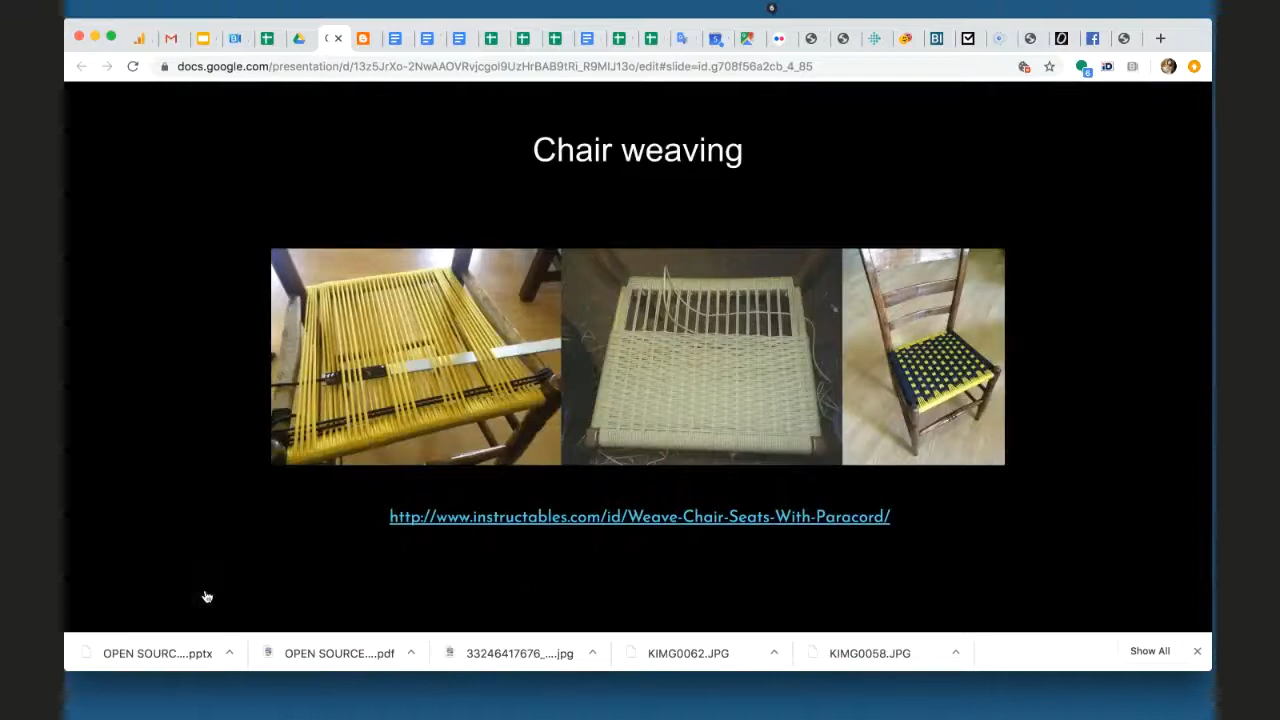 docs.google.com/presentation/d/13z5JrXo-2NwAAOVRvjcgol9UzHrBAB9tRi_R9MIJ13o/edit#slide=id.g708f56a2cb_4_85
Chair weaving
http://www.instructables.com/id/Weave-Chair-Seats-With-Paracord/
OPEN SOURC....pptx
OPEN SOURCE....pdf
33246417676_....jpg
KIMG0062.JPG
KIMG0058.JPG
Show All